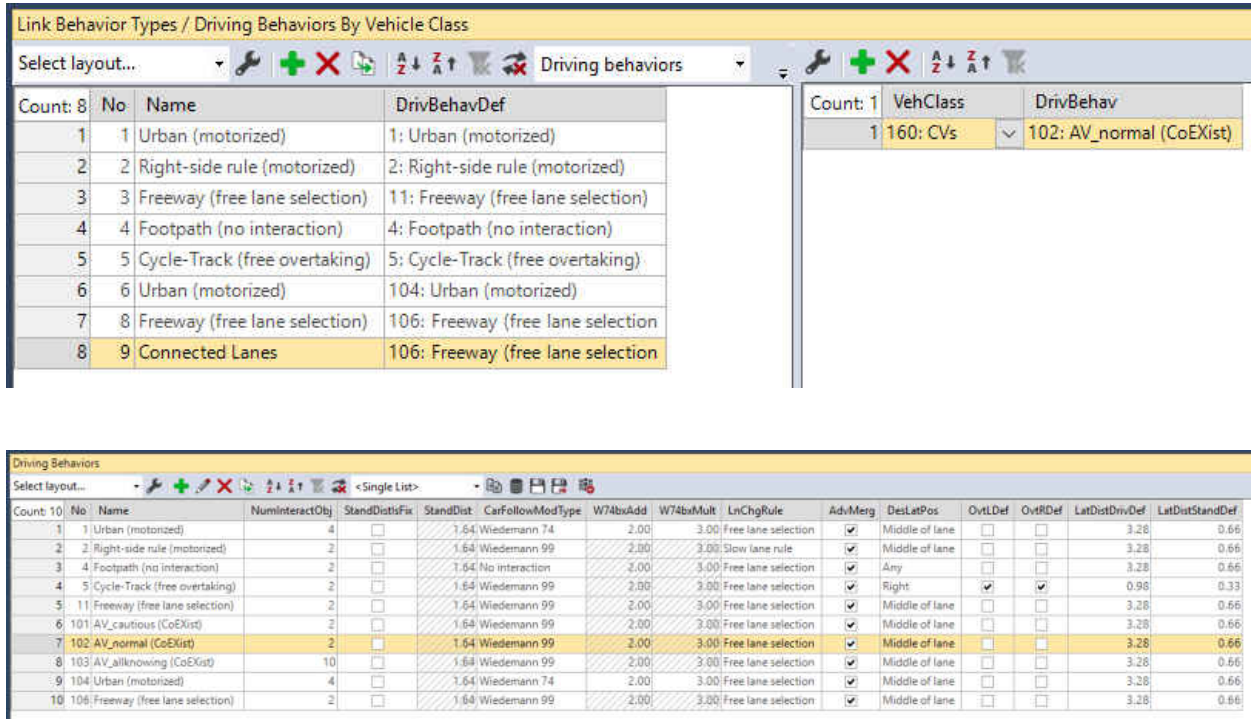 Link Behavior Types / Driving Behaviors By Vehicle Class
Select layout... Driving behaviors
Count: 8 No Name DrivBehavDef
1 1 Urban (motorized) 1: Urban (motorized)
2 2 Right-side rule (motorized) 2: Right-side rule (motorized)
3 3 Freeway (free lane selection) 11: Freeway (free lane selection)
4 4 Footpath (no interaction) 4: Footpath (no interaction)
5 5 Cycle-Track (free overtaking) 5: Cycle-Track (free overtaking)
6 6 Urban (motorized) 104: Urban (motorized)
7 8 Freeway (free lane selection) 106: Freeway (free lane selection
8 9 Connected Lanes 106: Freeway (free lane selection
Count: 1 VehClass DrivBehav
1 160: CVs 102: AV_normal (CoEXist)
Driving Behaviors
Select layout... <Single List>
Count: 10 No Name NumInteractObj StandDistIsFix StandDist CarFollowModType W74bxAdd W74bxMult LnChgRule AdvMerg DesLatPos OvtLDef OvtRDef LatDistDrivDef LatDistStandDef
1 1 Urban (motorized) 4 1.64 Wiedemann 74 2.00 3.00 Free lane selection Middle of lane 3.28 0.66
2 2 Right-side rule (motorized) 2 1.64 Wiedemann 99 2.00 3.00 Slow lane rule Middle of lane 3.28 0.66
3 4 Footpath (no interaction) 2 1.64 No interaction 2.00 3.00 Free lane selection Any 3.28 0.66
4 5 Cycle-Track (free overtaking) 2 1.64 Wiedemann 99 2.00 3.00 Free lane selection Right 0.98 0.33
5 11 Freeway (free lane selection) 2 1.64 Wiedemann 99 2.00 3.00 Free lane selection Middle of lane 3.28 0.66
6 101 AV_cautious (CoEXist) 2 1.64 Wiedemann 99 2.00 3.00 Free lane selection Middle of lane 3.28 0.66
7 102 AV_normal (CoEXist) 2 1.64 Wiedemann 99 2.00 3.00 Free lane selection Middle of lane 3.28 0.66
8 103 AV_allknowing (CoEXist) 10 1.64 Wiedemann 99 2.00 3.00 Free lane selection Middle of lane 3.28 0.66
9 104 Urban (motorized) 4 1.64 Wiedemann 74 2.00 3.00 Free lane selection Middle of lane 3.28 0.66
10 106 Freeway (free lane selection) 2 1.64 Wiedemann 99 2.00 3.00 Free lane selection Middle of lane 3.28 0.66